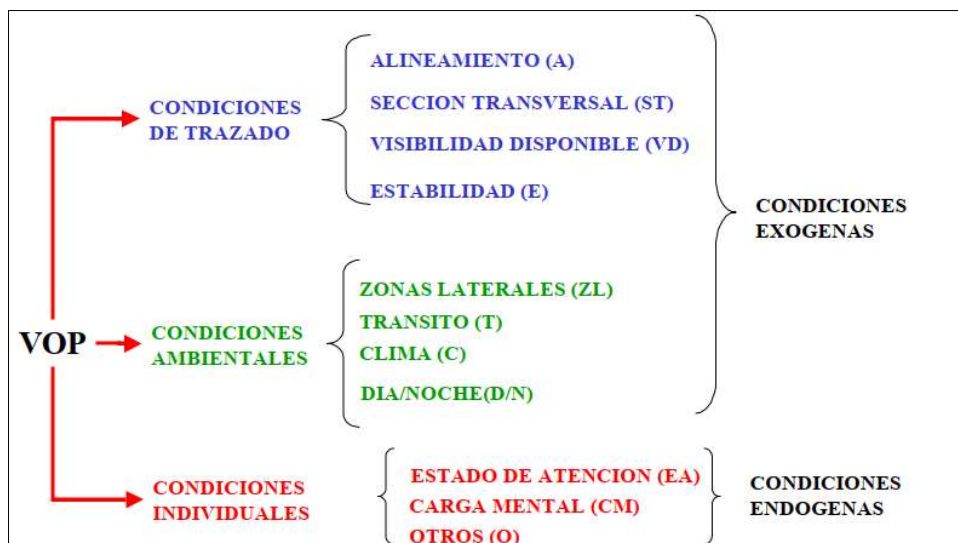 VOP
CONDICIONES
DE TRAZADO
ALINEAMIENTO (A)
SECCION TRANSVERSAL (ST)
VISIBILIDAD DISPONIBLE (VD)
ESTABILIDAD (E)
CONDICIONES
AMBIENTALES
ZONAS LATERALES (ZL)
TRANSITO (T)
CLIMA (C)
DIA/NOCHE(D/N)
CONDICIONES
EXOGENAS
CONDICIONES
INDIVIDUALES
ESTADO DE ATENCION (EA)
CARGA MENTAL (CM)
OTROS (O)
CONDICIONES
ENDOGENAS